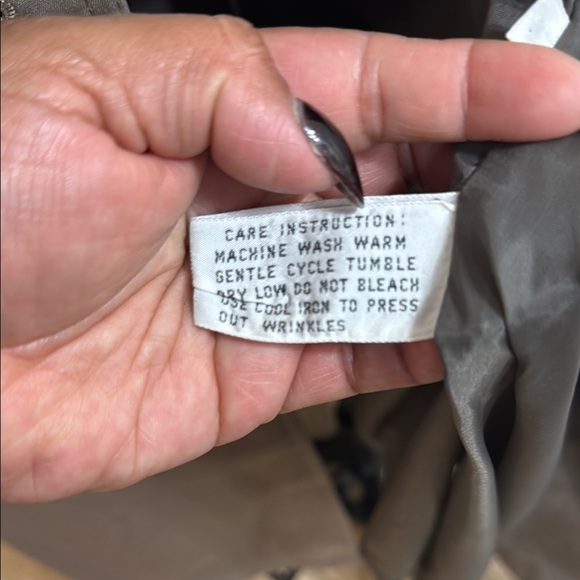 CARE INSTRUCTION:
MACHINE WASH WARM
GENTLE CYCLE TUMBLE
DRY LOW DO NOT BLEACH
USE COOL IRON TO PRESS
OUT WRINKLES